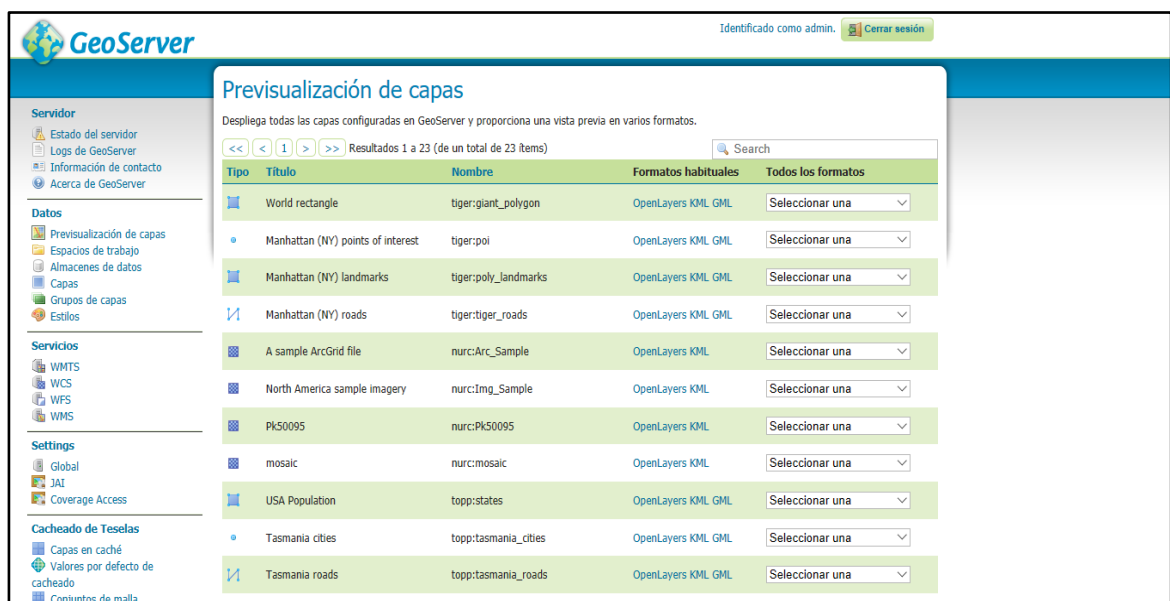 GeoServer
Identificado como admin. Cerrar sesión
Servidor
Estado del servidor
Logs de GeoServer
Información de contacto
Acerca de GeoServer
Datos
Previsualización de capas
Espacios de trabajo
Almacenes de datos
Capas
Grupos de capas
Estilos
Servicios
WMTS
WCS
WFS
WMS
Settings
Global
JAI
Coverage Access
Cacheado de Teselas
Capas en caché
Valores por defecto de
cacheado
Conjuntos de malla
Previsualización de capas
Despliega todas las capas configuradas en GeoServer y proporciona una vista previa en varios formatos.
<< < 1 > >> Resultados 1 a 23 (de un total de 23 ítems) Search
Tipo Título Nombre Formatos habituales Todos los formatos
World rectangle tiger:giant_polygon OpenLayers KML GML Seleccionar una
Manhattan (NY) points of interest tiger:poi OpenLayers KML GML Seleccionar una
Manhattan (NY) landmarks tiger:poly_landmarks OpenLayers KML GML Seleccionar una
Manhattan (NY) roads tiger:tiger_roads OpenLayers KML GML Seleccionar una
A sample ArcGrid file nurc:Arc_Sample OpenLayers KML Seleccionar una
North America sample imagery nurc:Img_Sample OpenLayers KML Seleccionar una
Pk50095 nurc:Pk50095 OpenLayers KML Seleccionar una
mosaic nurc:mosaic OpenLayers KML Seleccionar una
USA Population topp:states OpenLayers KML GML Seleccionar una
Tasmania cities topp:tasmania_cities OpenLayers KML GML Seleccionar una
Tasmania roads topp:tasmania_roads OpenLayers KML GML Seleccionar una